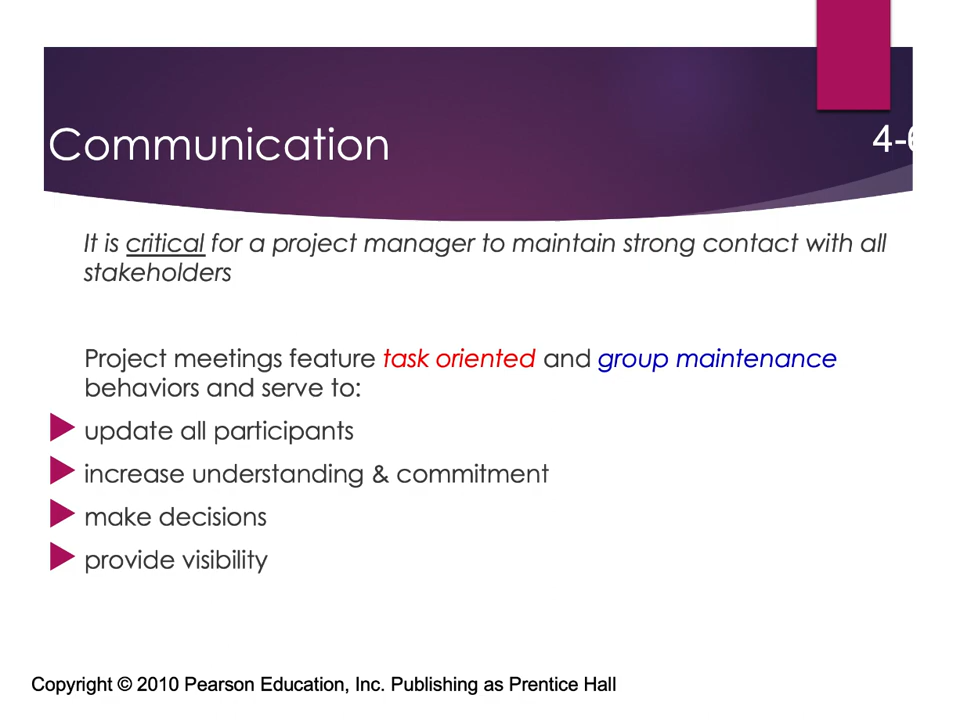 Communication
4-6
It is critical for a project manager to maintain strong contact with all
stakeholders
Project meetings feature task oriented and group maintenance
behaviors and serve to:
update all participants
increase understanding & commitment
make decisions
provide visibility
Copyright © 2010 Pearson Education, Inc. Publishing as Prentice Hall